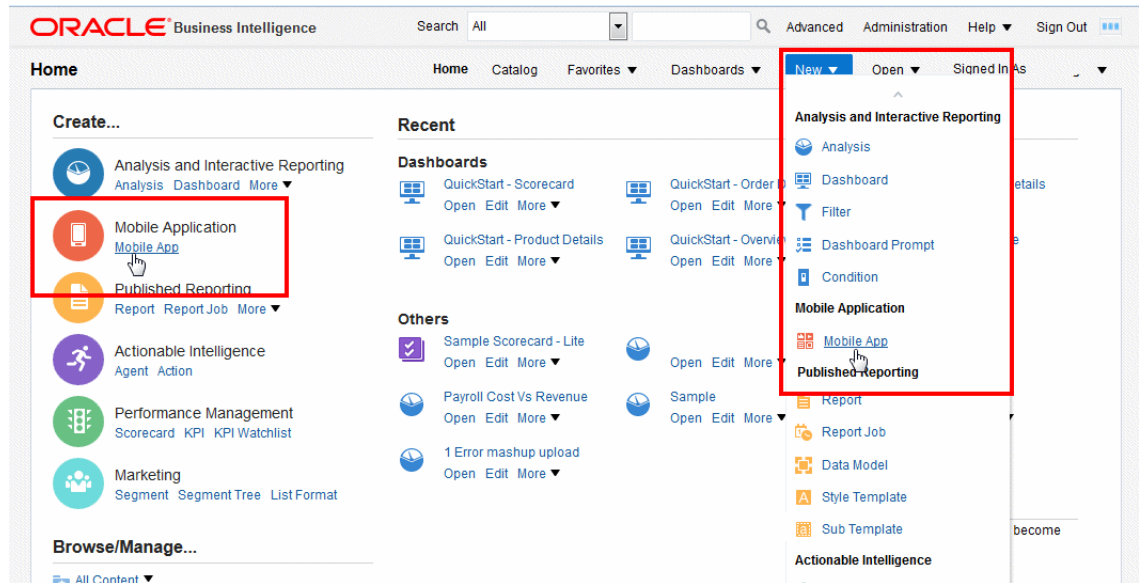 ORACLE Business Intelligence
Search All Advanced Administration Help Sign Out
Home
Home Catalog Favorites Dashboards New Open Signed In As
Create...
Analysis and Interactive Reporting
Analysis Dashboard More
Mobile Application
Mobile App
Published Reporting
Report Report Job More
Actionable Intelligence
Agent Action
Performance Management
Scorecard KPI KPI Watchlist
Marketing
Segment Segment Tree List Format
Browse/Manage...
All Content
Recent
Dashboards
QuickStart - Scorecard
Open Edit More
QuickStart - Order
Open Edit More
QuickStart - Product Details
Open Edit More
QuickStart - Overvie
Open Edit More
Others
Sample Scorecard - Lite
Open Edit More
Open Edit More
Payroll Cost Vs Revenue
Open Edit More
Sample
Open Edit More
1 Error mashup upload
Open Edit More
etails
become
Analysis and Interactive Reporting
Analysis
Dashboard
Filter
Dashboard Prompt
Condition
Mobile Application
Mobile App
Published Reporting
Report
Report Job
Data Model
Style Template
Sub Template
Actionable Intelligence